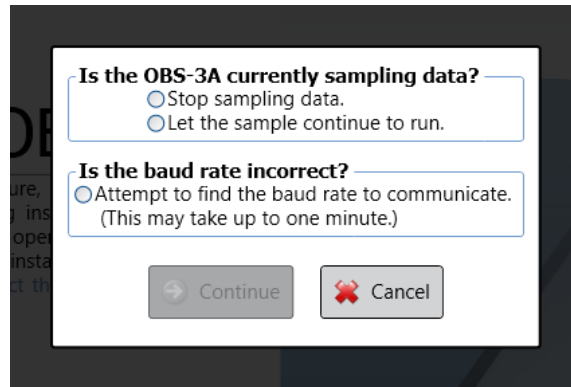 Is the OBS-3A currently sampling data?
Stop sampling data.
Let the sample continue to run.
Is the baud rate incorrect?
Attempt to find the baud rate to communicate.
(This may take up to one minute.)
Continue
Cancel